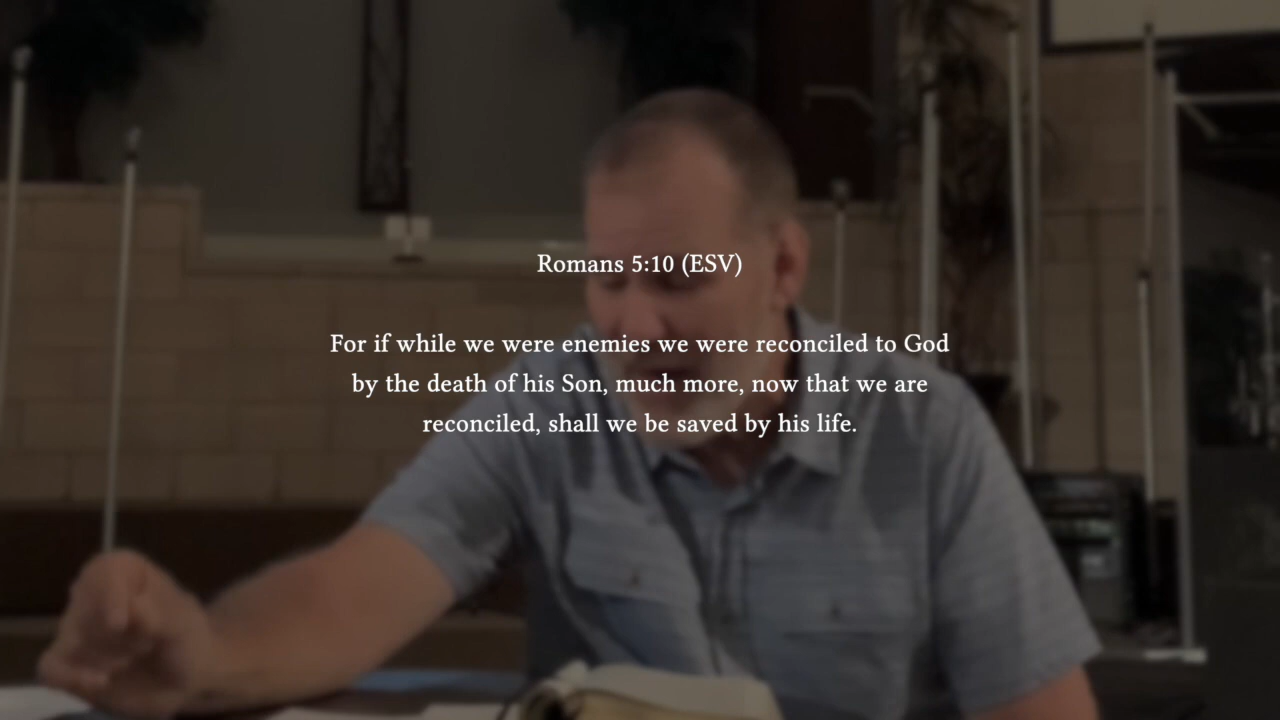 Romans 5:10 (ESV)
For if while we were enemies we were reconciled to God
by the death of his Son, much more, now that we are
reconciled, shall we be saved by his life.